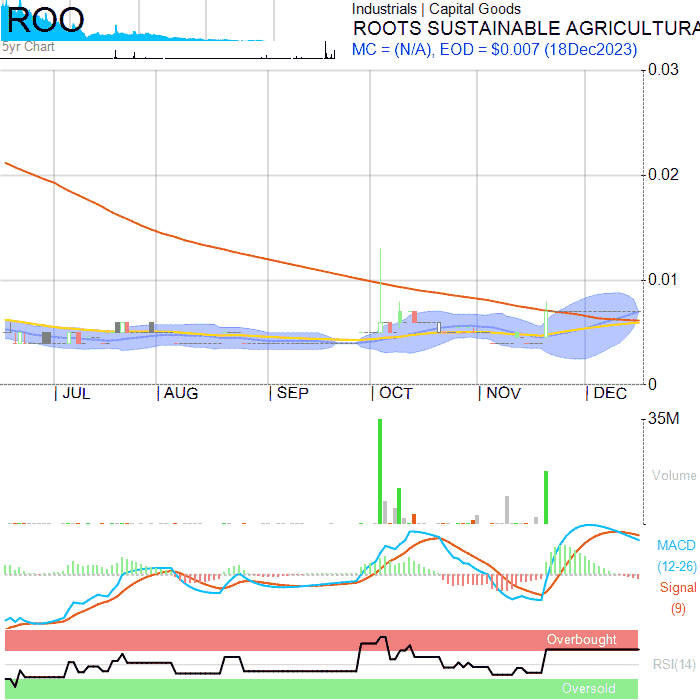 ROO
5yr Chart
Industrials | Capital Goods
ROOTS SUSTAINABLE AGRICULTURA
MC = (N/A), EOD = $0.007 (18Dec2023)
0.03
0.02
0.01
0
JUL AUG SEP OCT NOV DEC
35M
Volume
MACD
(12-26)
Signal
(9)
Overbought
RSI(14)
Oversold